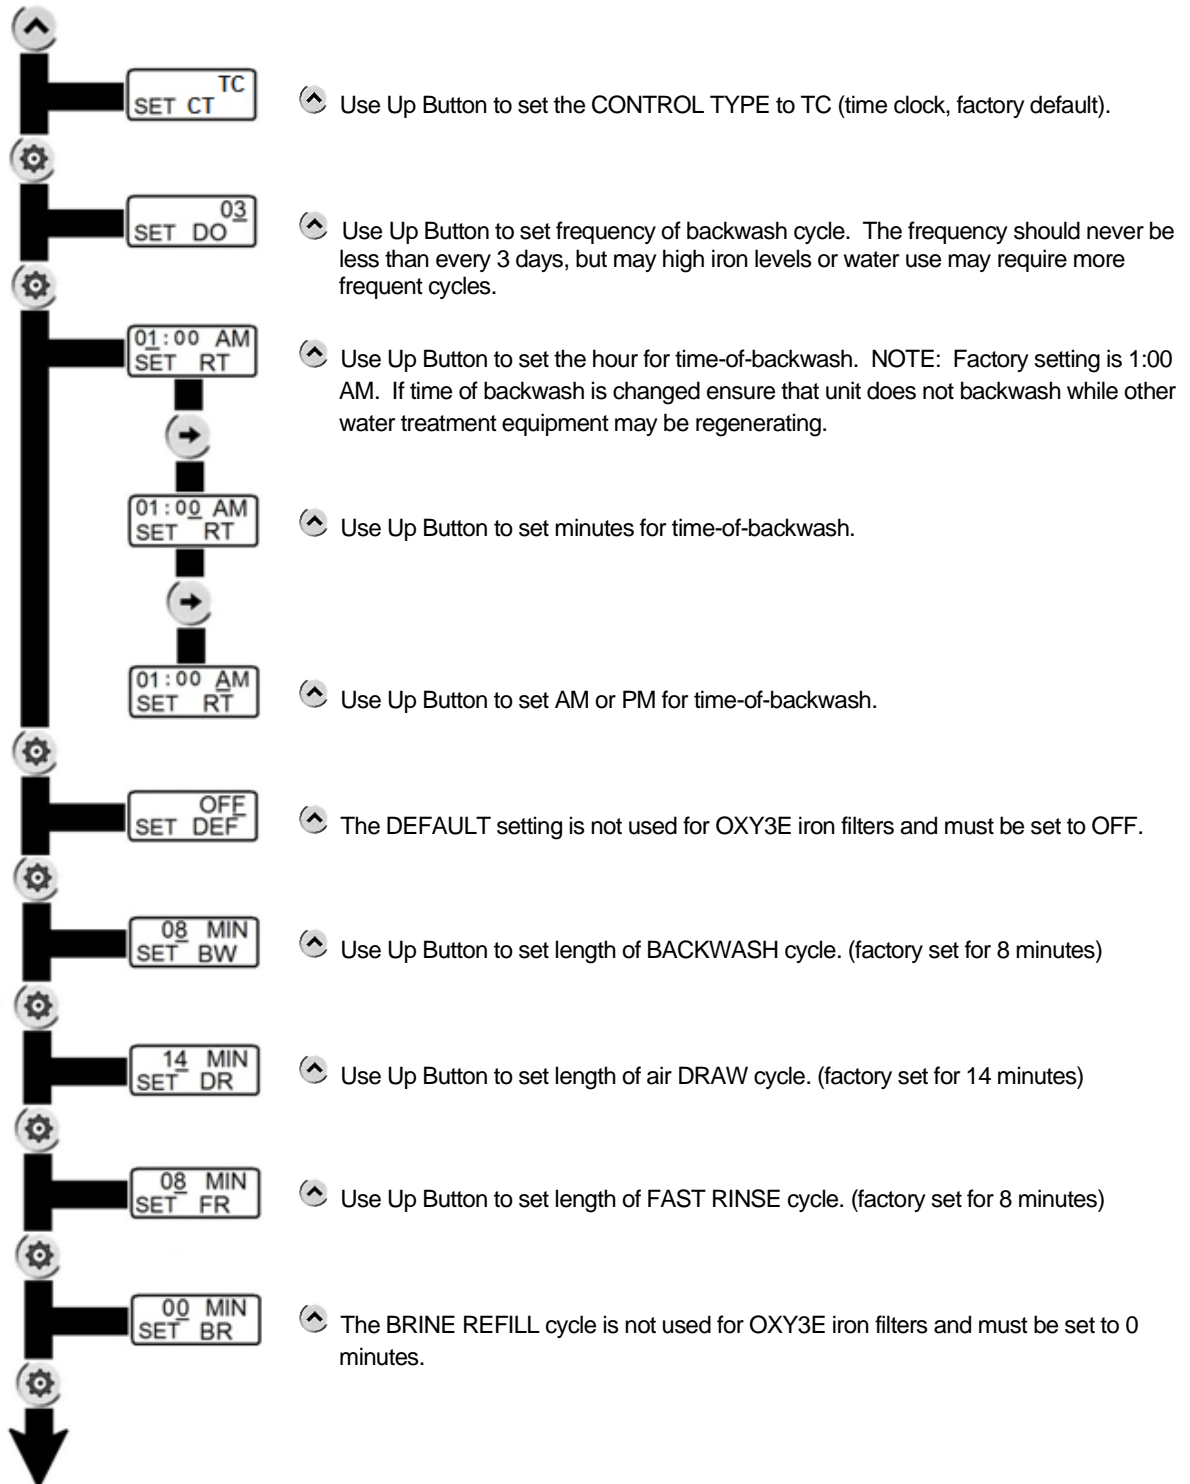 TC
SET CT
Use Up Button to set the CONTROL TYPE to TC (time clock, factory default).
03
SET DO
Use Up Button to set frequency of backwash cycle. The frequency should never be
less than every 3 days, but may high iron levels or water use may require more
frequent cycles.
01:00 AM
SET RT
Use Up Button to set the hour for time-of-backwash. NOTE: Factory setting is 1:00
AM. If time of backwash is changed ensure that unit does not backwash while other
water treatment equipment may be regenerating.
01:00 AM
SET RT
Use Up Button to set minutes for time-of-backwash.
01:00 AM
SET RT
Use Up Button to set AM or PM for time-of-backwash.
OFF
SET DEF
The DEFAULT setting is not used for OXY3E iron filters and must be set to OFF.
08 MIN
SET BW
Use Up Button to set length of BACKWASH cycle. (factory set for 8 minutes)
14 MIN
SET DR
Use Up Button to set length of air DRAW cycle. (factory set for 14 minutes)
08 MIN
SET FR
Use Up Button to set length of FAST RINSE cycle. (factory set for 8 minutes)
00 MIN
SET BR
The BRINE REFILL cycle is not used for OXY3E iron filters and must be set to 0
minutes.